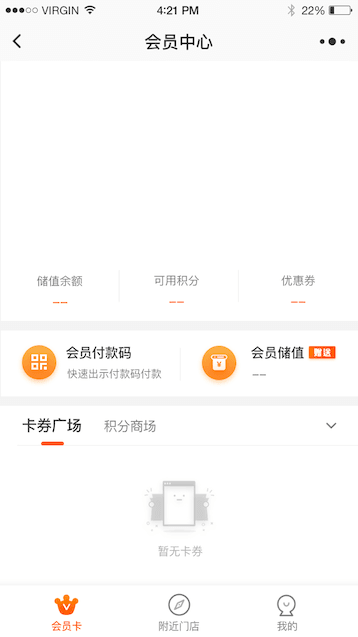 VIRGIN 4:21 PM 22%
会员中心
储值余额 可用积分 优惠券
-- -- --
会员付款码 会员储值 赠送
快速出示付款码付款 --
卡券广场 积分商场
暂无卡券
会员卡 附近门店 我的